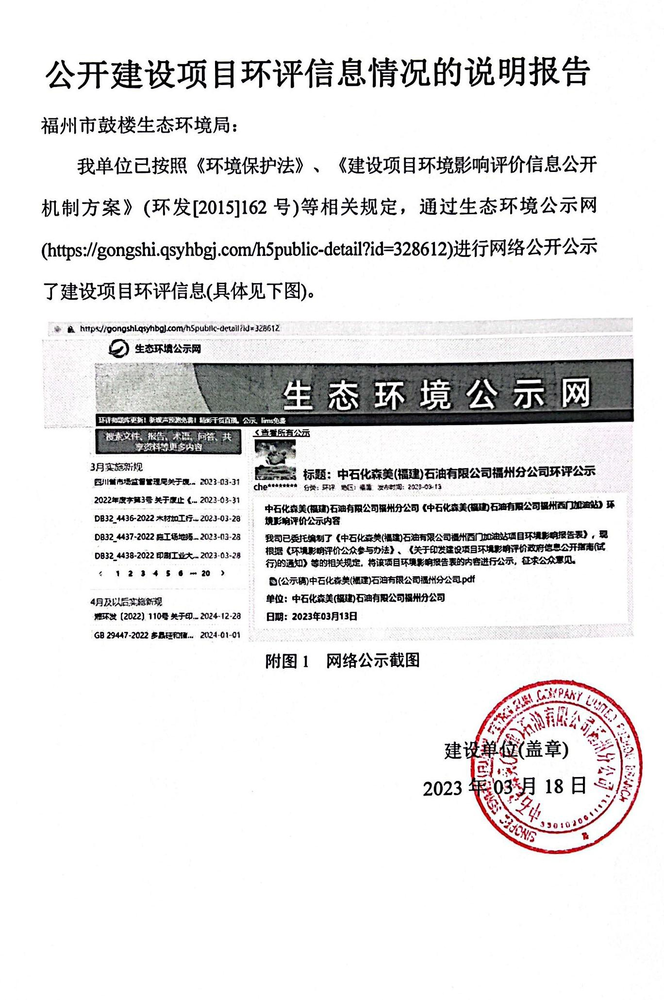 公开建设项目环评信息情况的说明报告
福州市鼓楼生态环境局：
我单位已按照《环境保护法》、《建设项目环境影响评价信息公开
机制方案》(环发[2015]162 号)等相关规定，通过生态环境公示网
(https://gongshi.qsyhbgj.com/h5public-detail?id=328612)进行网络公开公示
了建设项目环评信息(具体见下图)。
https://gongshi.qsyhbgj.com/h5public-detail?id=328612
生态环境公示网
生态环境公示网
环评师题库更新！新噪声预测免费！精彩干货直播，公示、lims免费
搜索文件、报告、术语、问答、共
享资料等更多内容
3月实施新规
四川省市场监督管理局关于废... 2023-03-31
2022年度字第3号 关于废止《... 2023-03-31
DB32_4436-2022 木材加工行... 2023-03-28
DB32_4437-2022 施工场地扬... 2023-03-28
DB32_4438-2022 印刷工业大... 2023-03-28
< 1 2 3 4 5 6 ··· 20 >
4月及以后实施新规
环发〔2022〕110号 关于印... 2024-12-28
GB 29447-2022 多晶硅和锗... 2024-01-01
<查看所有公示
标题：中石化森美(福建)石油有限公司福州分公司环评公示
che******** 分类：环评 地区：福建 发布时间：2023-03-13
中石化森美(福建)石油有限公司福州分公司《中石化森美(福建)石油有限公司福州西门加油站》环
境影响评价公示内容
我司已委托编制了《中石化森美(福建)石油有限公司福州西门加油站项目环境影响报告表》，现
根据《环境影响评价公众参与办法》、《关于印发建设项目环境影响评价政府信息公开指南(试
行)的通知》等的相关规定，将该项目环境影响报告表的内容进行公示，征求公众意见。
(公示稿)中石化森美(福建)石油有限公司福州分公司.pdf
单位：中石化森美(福建)石油有限公司福州分公司
日期：2023年03月13日
附图 1 网络公示截图
建设单位(盖章)
2023 年 03 月 18 日
SINOPEC SENMEI (FUJIAN) PETROLEUM COMPANY LIMITED FUZHOU BRANCH
中石化森美(福建)石油有限公司福州分公司